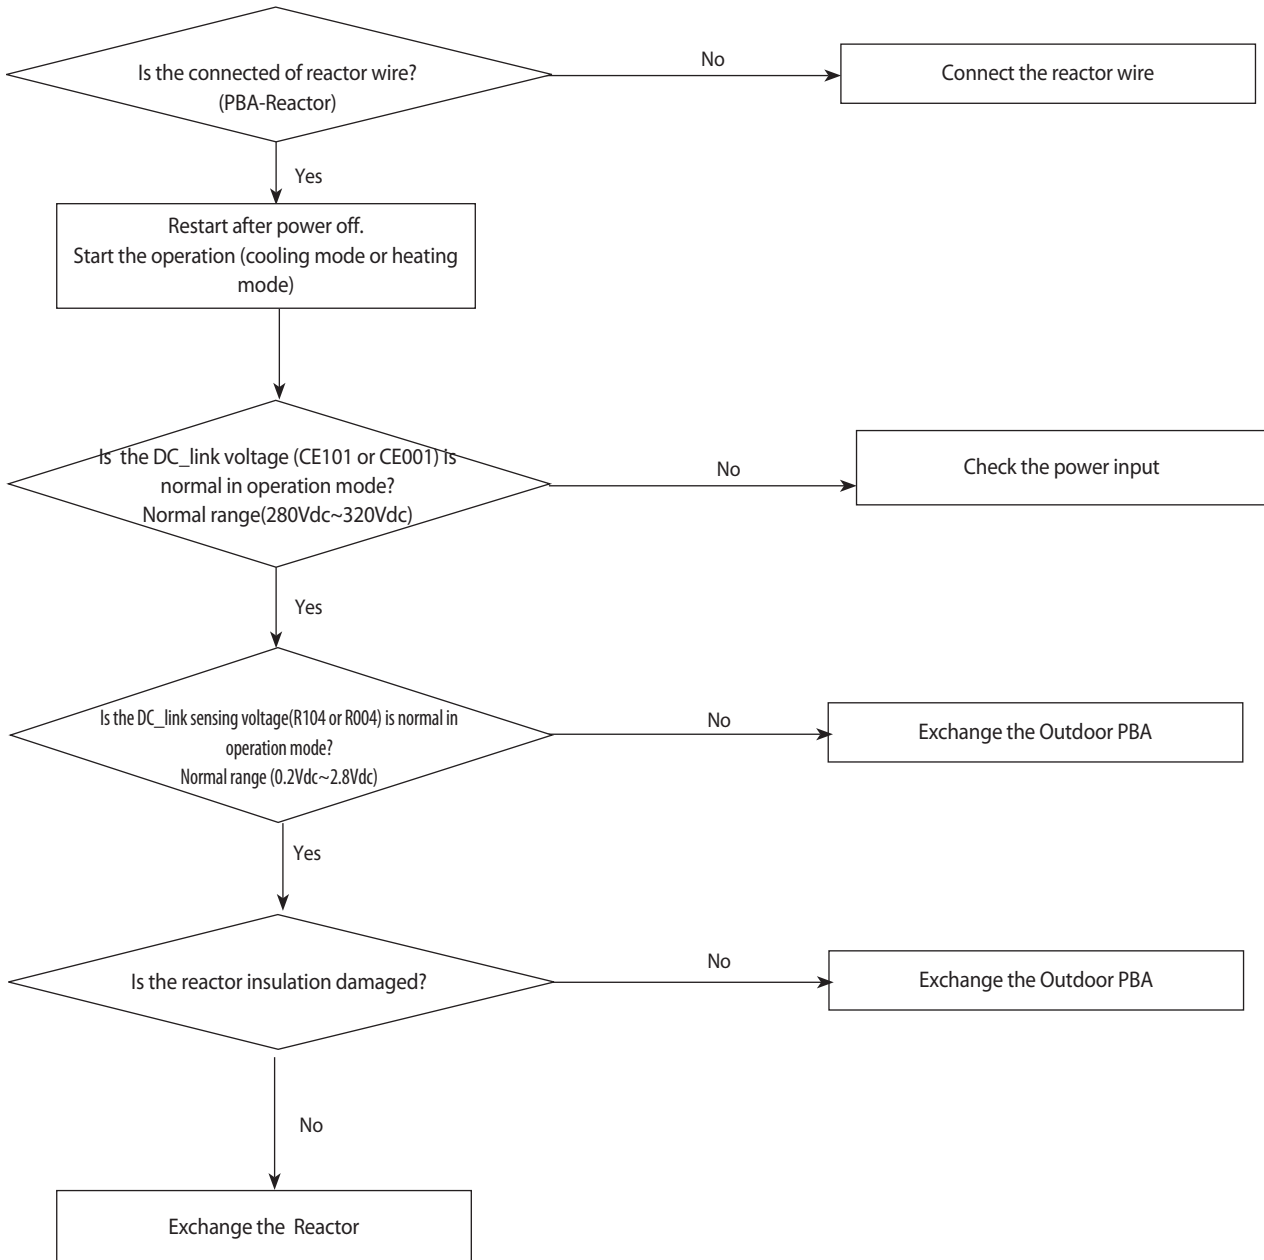 Is the connected of reactor wire?
(PBA-Reactor)
No
Connect the reactor wire
Yes
Restart after power off.
Start the operation (cooling mode or heating
mode)
Is the DC_link voltage (CE101 or CE001) is
normal in operation mode?
Normal range(280Vdc~320Vdc)
No
Check the power input
Yes
Is the DC_link sensing voltage(R104 or R004) is normal in
operation mode?
Normal range (0.2Vdc~2.8Vdc)
No
Exchange the Outdoor PBA
Yes
Is the reactor insulation damaged?
No
Exchange the Outdoor PBA
No
Exchange the Reactor